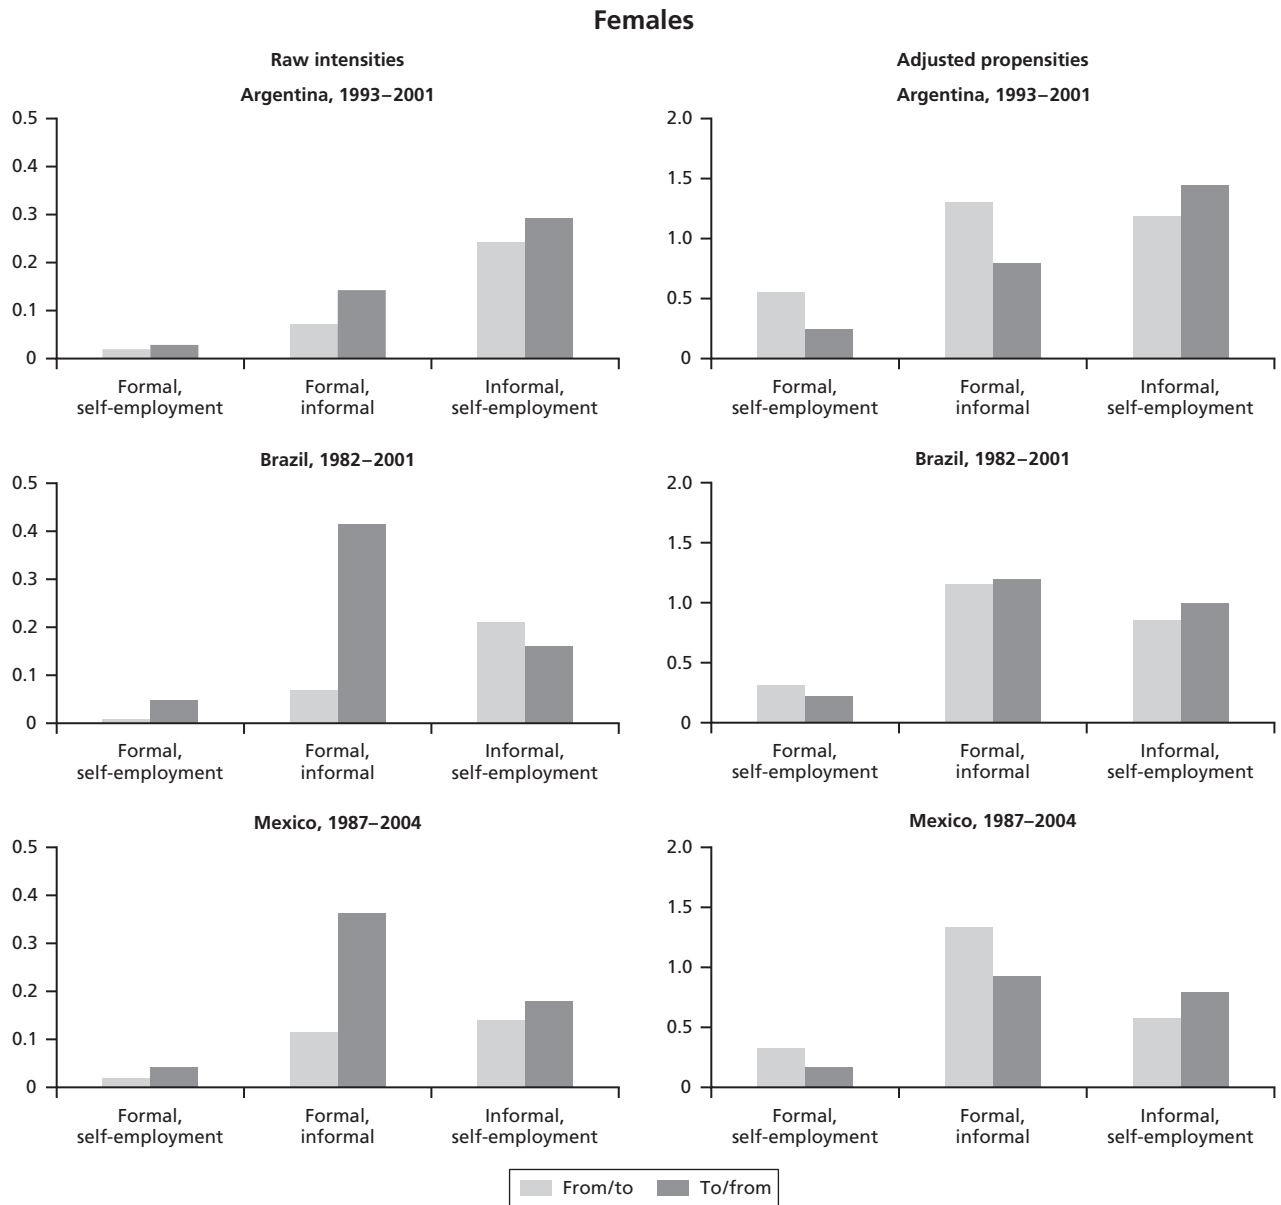 Females
Raw intensities
Adjusted propensities
Argentina, 1993–2001
Argentina, 1993–2001
0.5
0.4
0.3
0.2
0.1
0
Formal,
self-employment
Formal,
informal
Informal,
self-employment
2.0
1.5
1.0
0.5
0
Formal,
self-employment
Formal,
informal
Informal,
self-employment
Brazil, 1982–2001
0.5
0.4
0.3
0.2
0.1
0
Formal,
self-employment
Formal,
informal
Informal,
self-employment
Brazil, 1982–2001
2.0
1.5
1.0
0.5
0
Formal,
self-employment
Formal,
informal
Informal,
self-employment
Mexico, 1987–2004
0.5
0.4
0.3
0.2
0.1
0
Formal,
self-employment
Formal,
informal
Informal,
self-employment
Mexico, 1987–2004
2.0
1.5
1.0
0.5
0
Formal,
self-employment
Formal,
informal
Informal,
self-employment
From/to
To/from